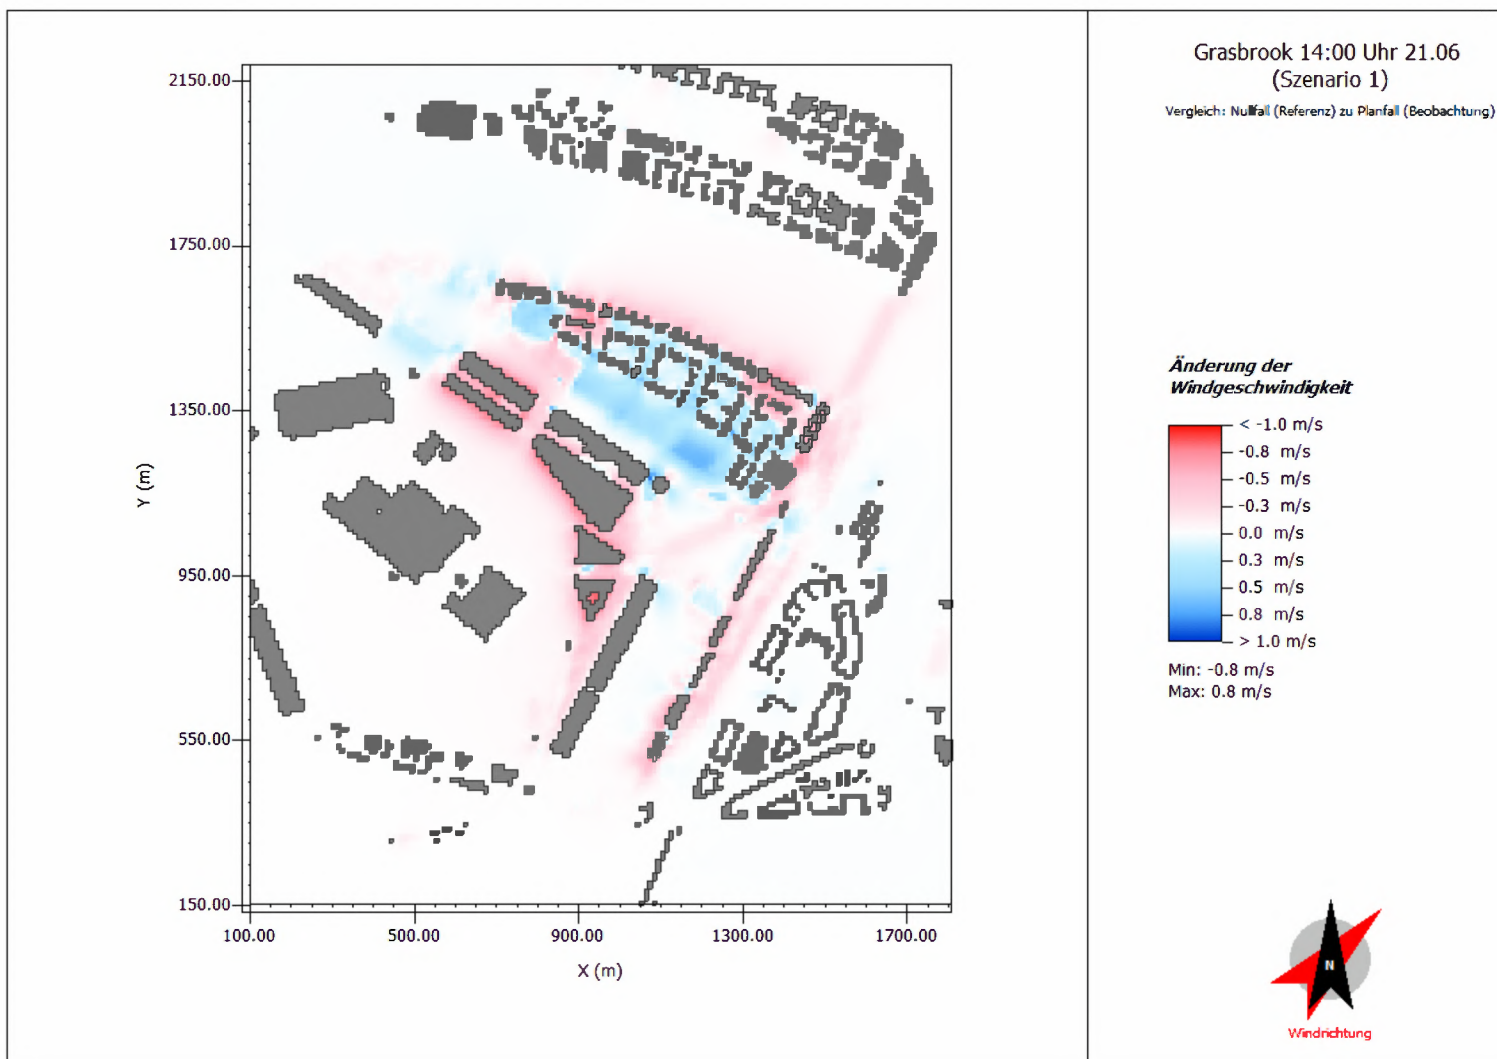 Grasbrook 14:00 Uhr 21.06
(Szenario 1)
Vergleich: Nullfall (Referenz) zu Planfall (Beobachtung)
2150.00
1750.00
1350.00
950.00
550.00
150.00
Y (m)
100.00
500.00
900.00
1300.00
1700.00
X (m)
Änderung der
Windgeschwindigkeit
< -1.0 m/s
-0.8 m/s
-0.5 m/s
-0.3 m/s
0.0 m/s
0.3 m/s
0.5 m/s
0.8 m/s
> 1.0 m/s
Min: -0.8 m/s
Max: 0.8 m/s
N
Windrichtung